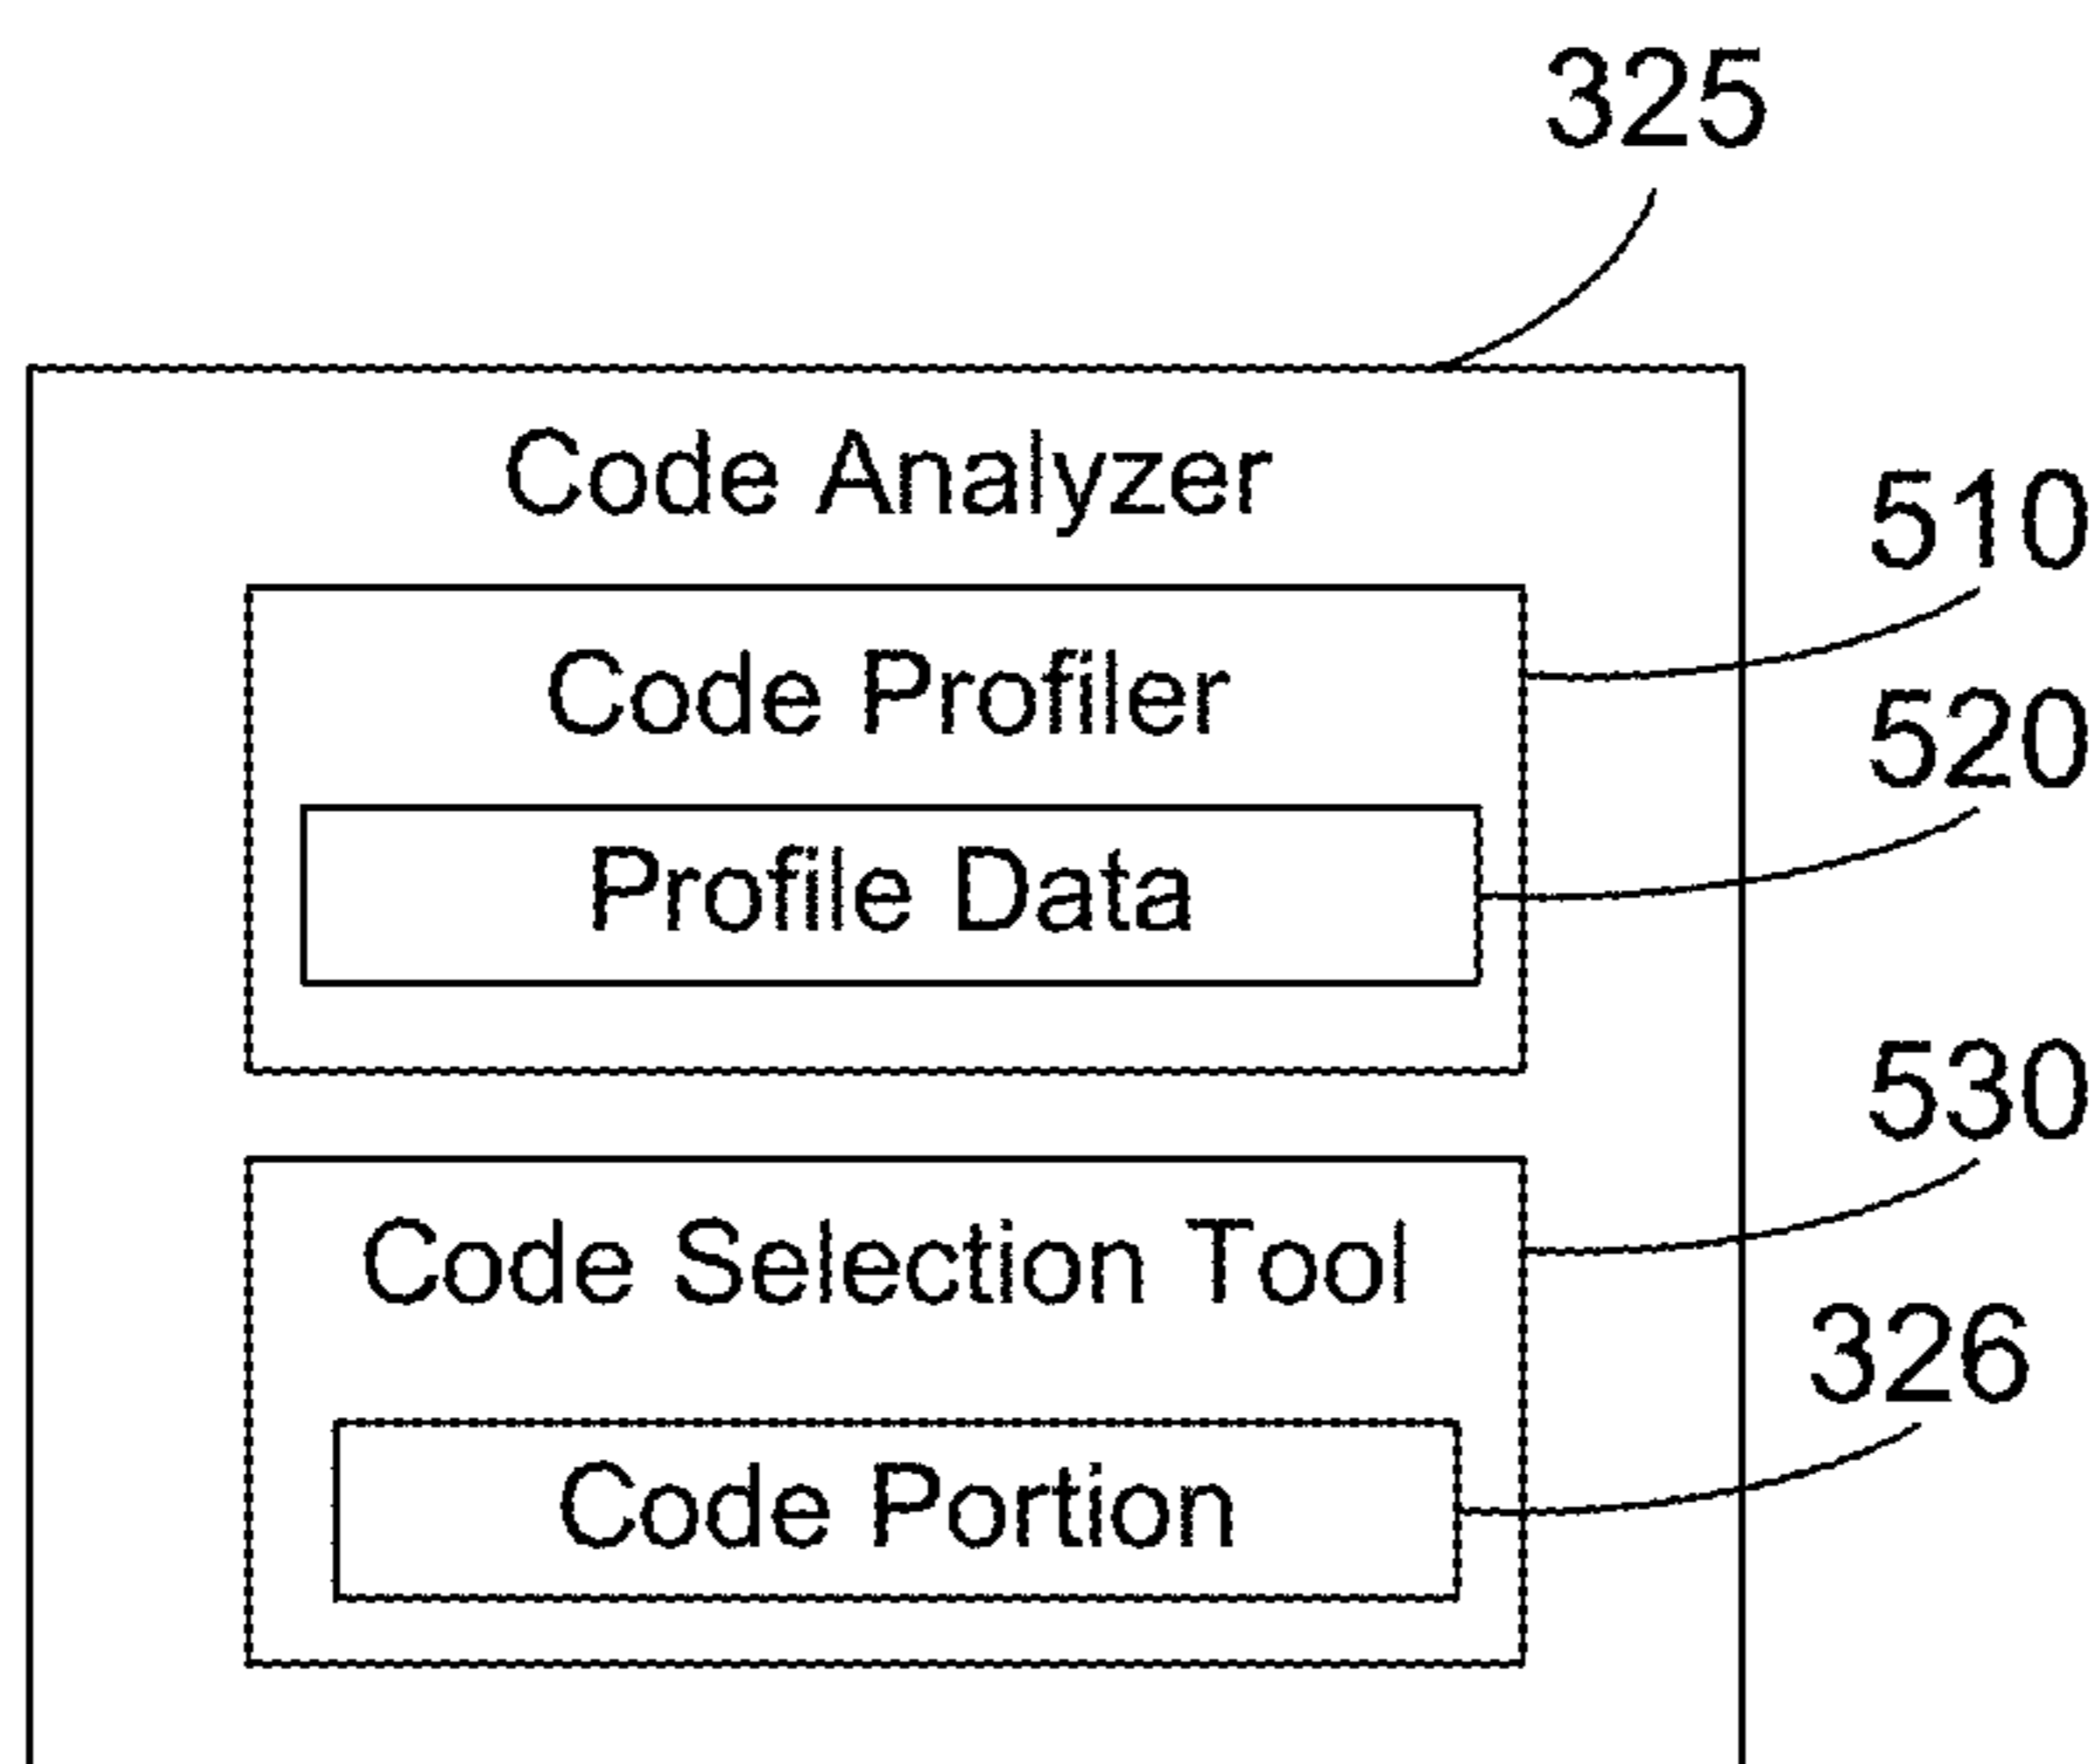 325
Code Analyzer
510
Code Profiler
520
Profile Data
530
Code Selection Tool
326
Code Portion